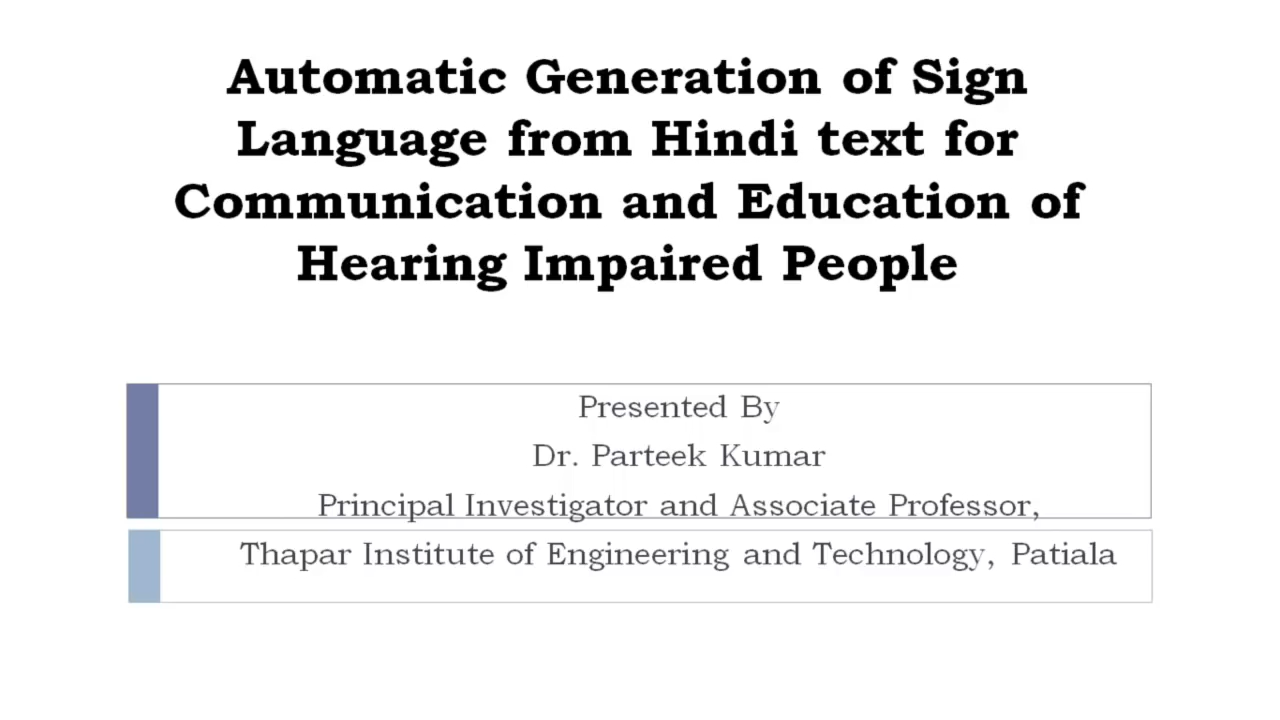 Automatic Generation of Sign
Language from Hindi text for
Communication and Education of
Hearing Impaired People
Presented By
Dr. Parteek Kumar
Principal Investigator and Associate Professor,
Thapar Institute of Engineering and Technology, Patiala